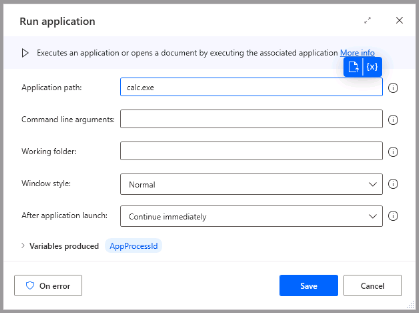 Run application
Executes an application or opens a document by executing the associated application More info
{x}
Application path: calc.exe
Command line arguments:
Working folder:
Window style: Normal
After application launch: Continue immediately
Variables produced AppProcessId
On error Save Cancel